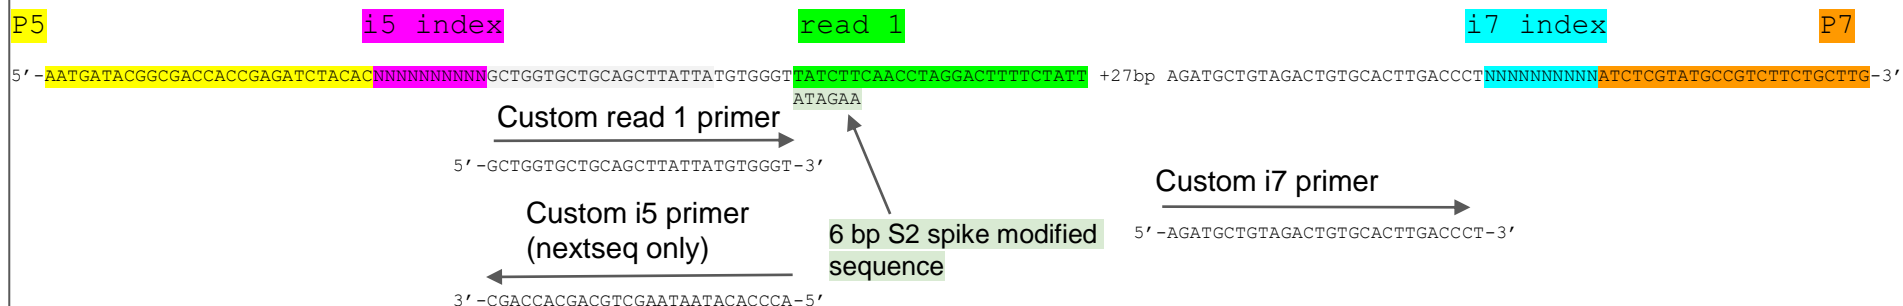 P5 i5 index read 1 i7 index P7
5’-AATGATACGGCGACCACCGAGATCTACACNNNNNNNNNNGCTGGTGCTGCAGCTTATTATGTGGGTTATCTTCAACCTAGGACTTTTCTATT +27bp AGATGCTGTAGACTGTGCACTTGACCCTNNNNNNNNNNATCTCGTATGCCGTCTTCTGCTTG-3’
ATAGAA
Custom read 1 primer
5’-GCTGGTGCTGCAGCTTATTATGTGGGT-3’
Custom i5 primer
(nextseq only)
3’-CGACCACGACGTCGAATAATACACCCA-5’
6 bp S2 spike modified
sequence
Custom i7 primer
5’-AGATGCTGTAGACTGTGCACTTGACCCT-3’